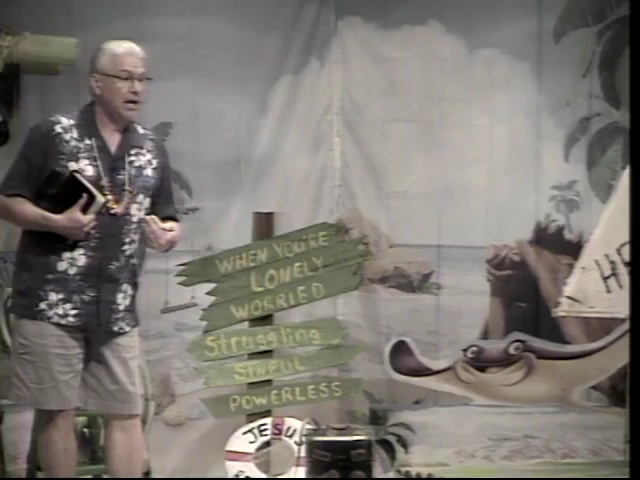 WHEN YOU'RE
LONELY
WORRIED
Struggling
SINFUL
POWERLESS
JESUS